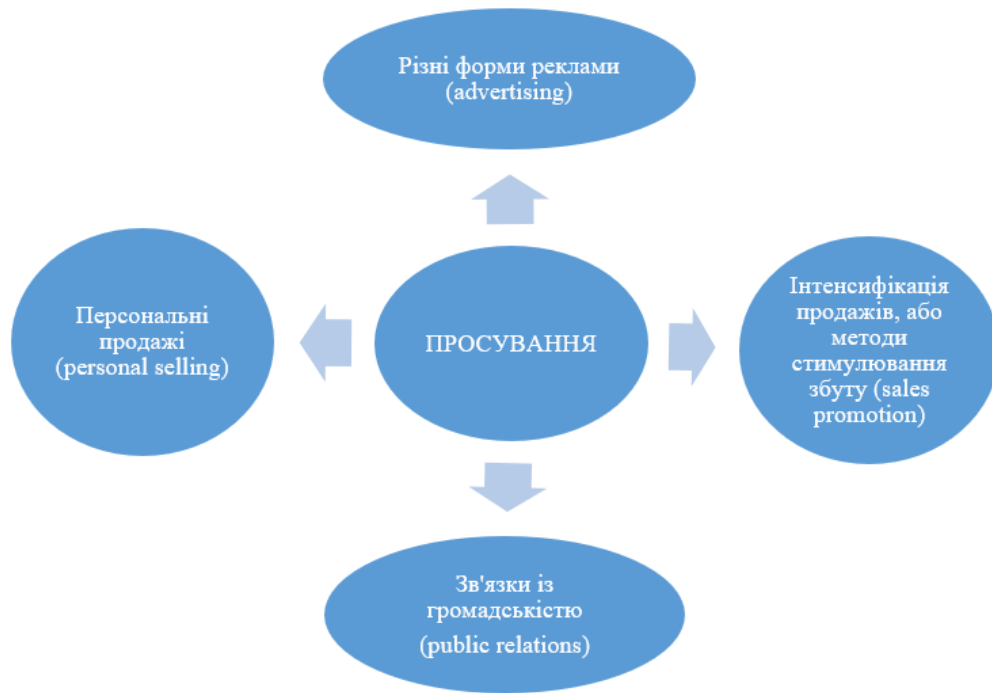 Різні форми реклами
(advertising)
Персональні
продажі
(personal selling)
ПРОСУВАННЯ
Інтенсифікація
продажів, або
методи
стимулювання
збуту (sales
promotion)
Зв'язки із
громадськістю
(public relations)